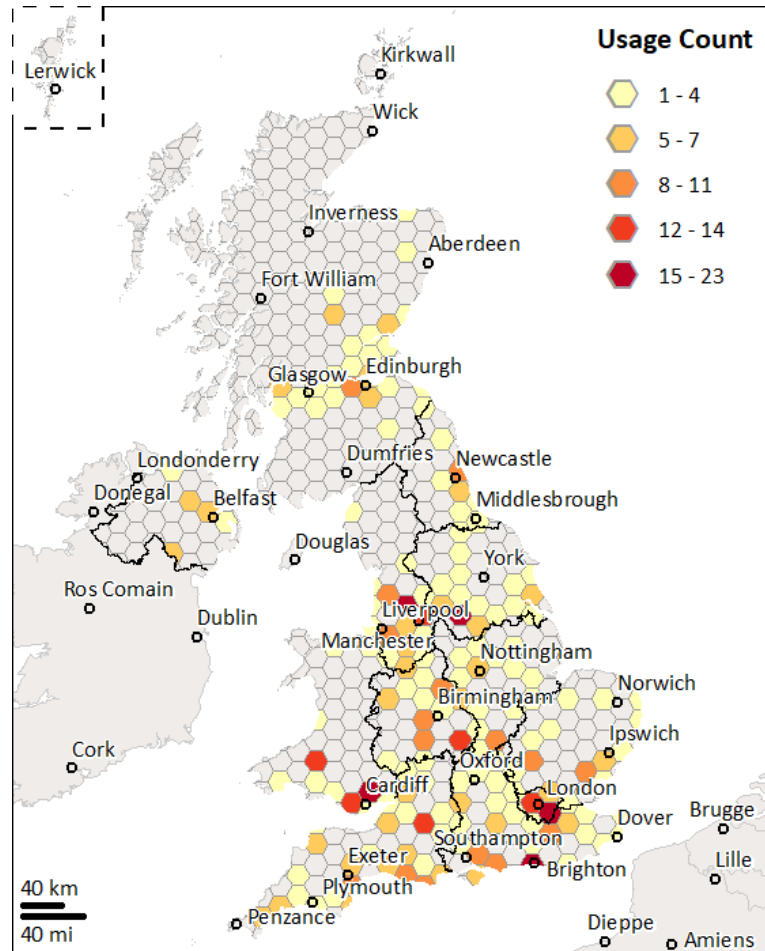 Usage Count
1 - 4
5 - 7
8 - 11
12 - 14
15 - 23
Kirkwall
Lerwick
Wick
Inverness
Aberdeen
Fort William
Edinburgh
Glasgow
Dumfries
Newcastle
Londonderry
Donegal
Belfast
Middlesbrough
Douglas
York
Ros Comain
Dublin
Liverpool
Manchester
Nottingham
Norwich
Birmingham
Ipswich
Cork
Oxford
Cardiff
London
Dover
Brugge
Southampton
Exeter
Brighton
Lille
Plymouth
40 km
40 mi
Penzance
Dieppe
Amiens